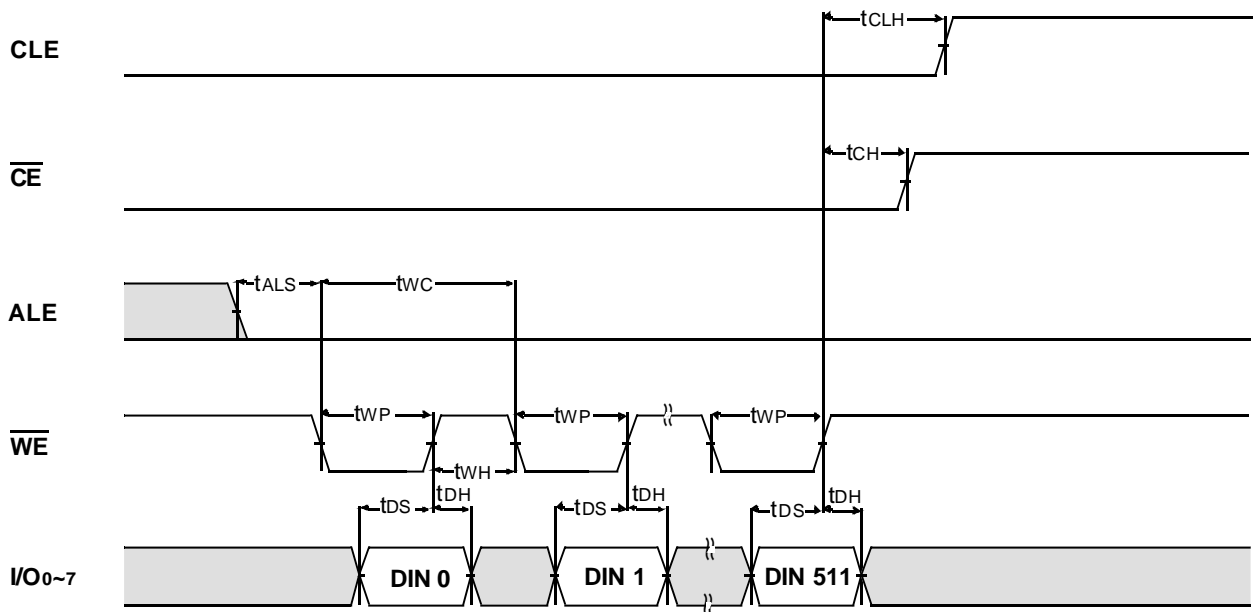 tCLH
CLE
tCH
CE
tALS
tWC
ALE
tWP
tWP
tWP
WE
tWH
tDS
tDH
tDS
tDH
tDS
tDH
I/O0~7
DIN 0
DIN 1
DIN 511